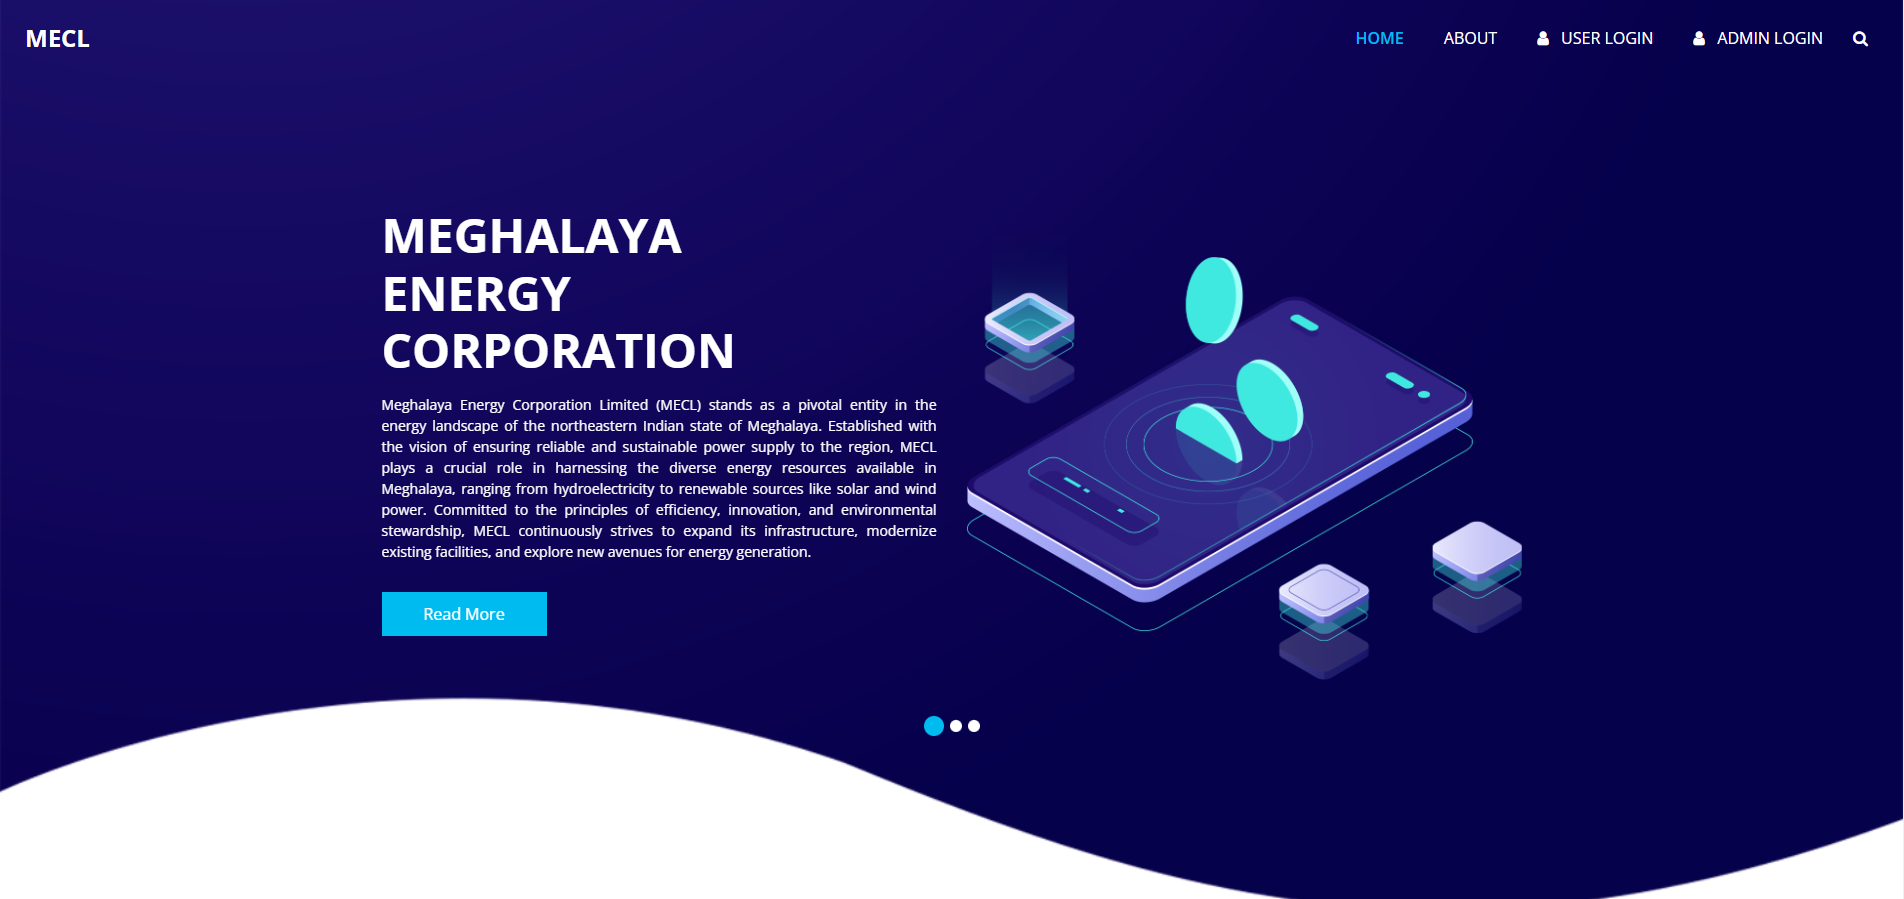 MECL
HOME ABOUT USER LOGIN ADMIN LOGIN
MEGHALAYA
ENERGY
CORPORATION
Meghalaya Energy Corporation Limited (MECL) stands as a pivotal entity in the
energy landscape of the northeastern Indian state of Meghalaya. Established with
the vision of ensuring reliable and sustainable power supply to the region, MECL
plays a crucial role in harnessing the diverse energy resources available in
Meghalaya, ranging from hydroelectricity to renewable sources like solar and wind
power. Committed to the principles of efficiency, innovation, and environmental
stewardship, MECL continuously strives to expand its infrastructure, modernize
existing facilities, and explore new avenues for energy generation.
Read More